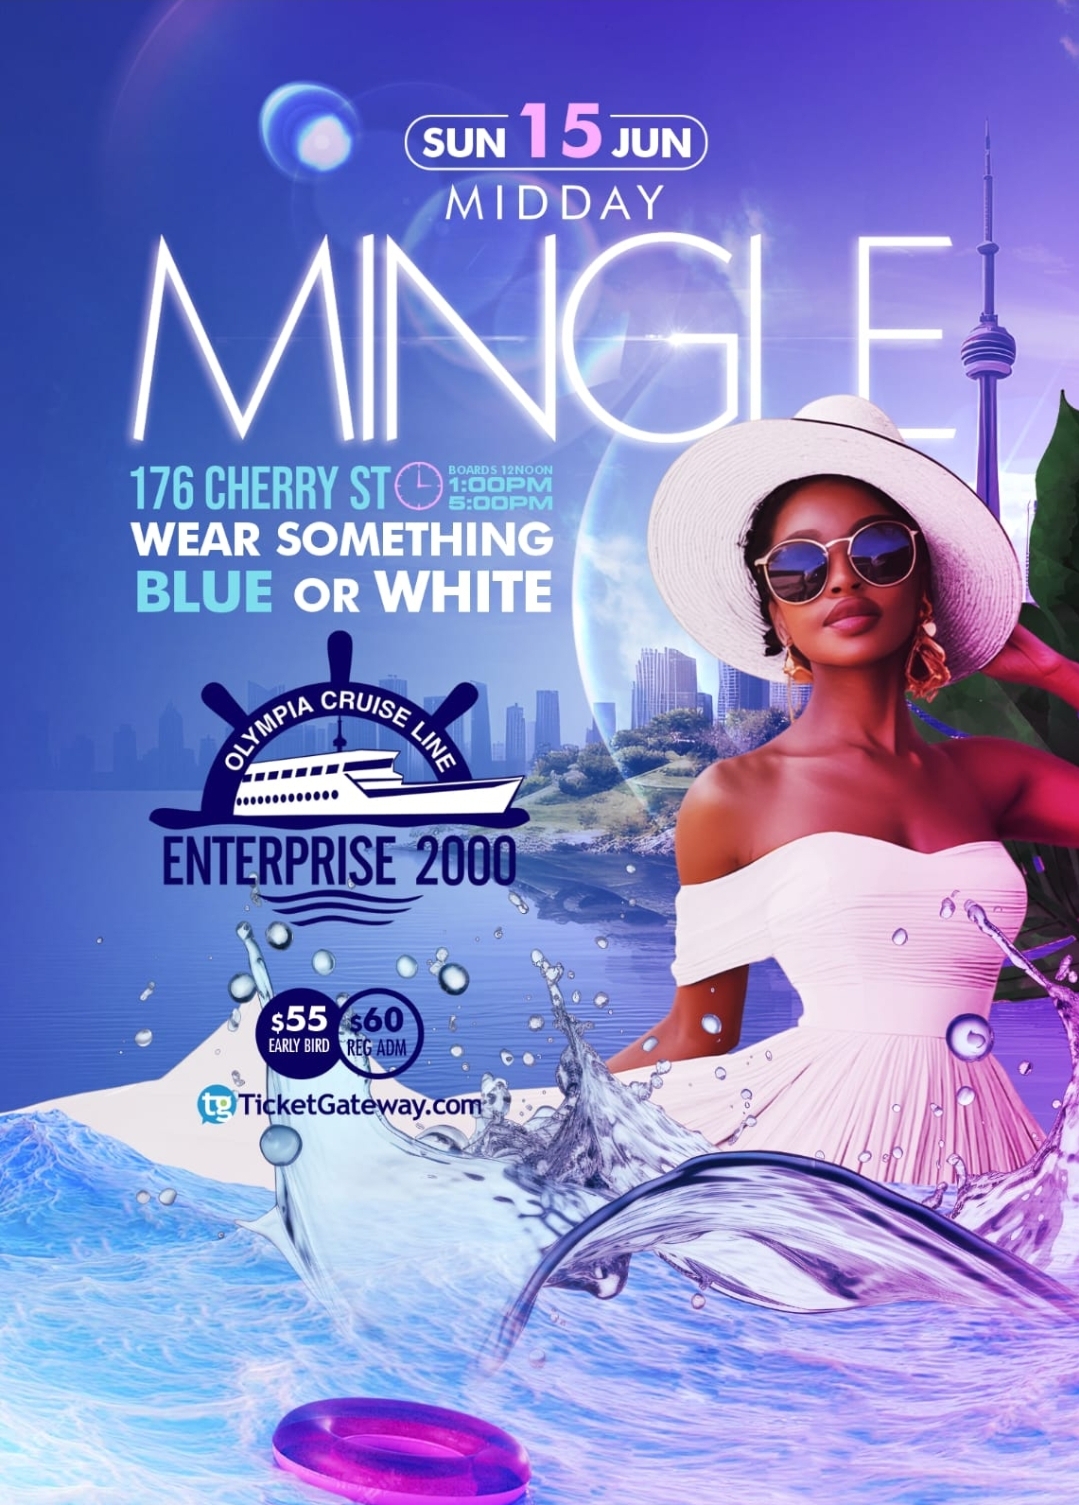 SUN 15 JUN
MIDDAY
MINGLE
176 CHERRY ST
BOARDS 12NOON
1:00PM
5:00PM
WEAR SOMETHING
BLUE OR WHITE
OLYMPIA CRUISE LINE
ENTERPRISE 2000
$55 $60
EARLY BIRD REG ADM
tg TicketGateway.com